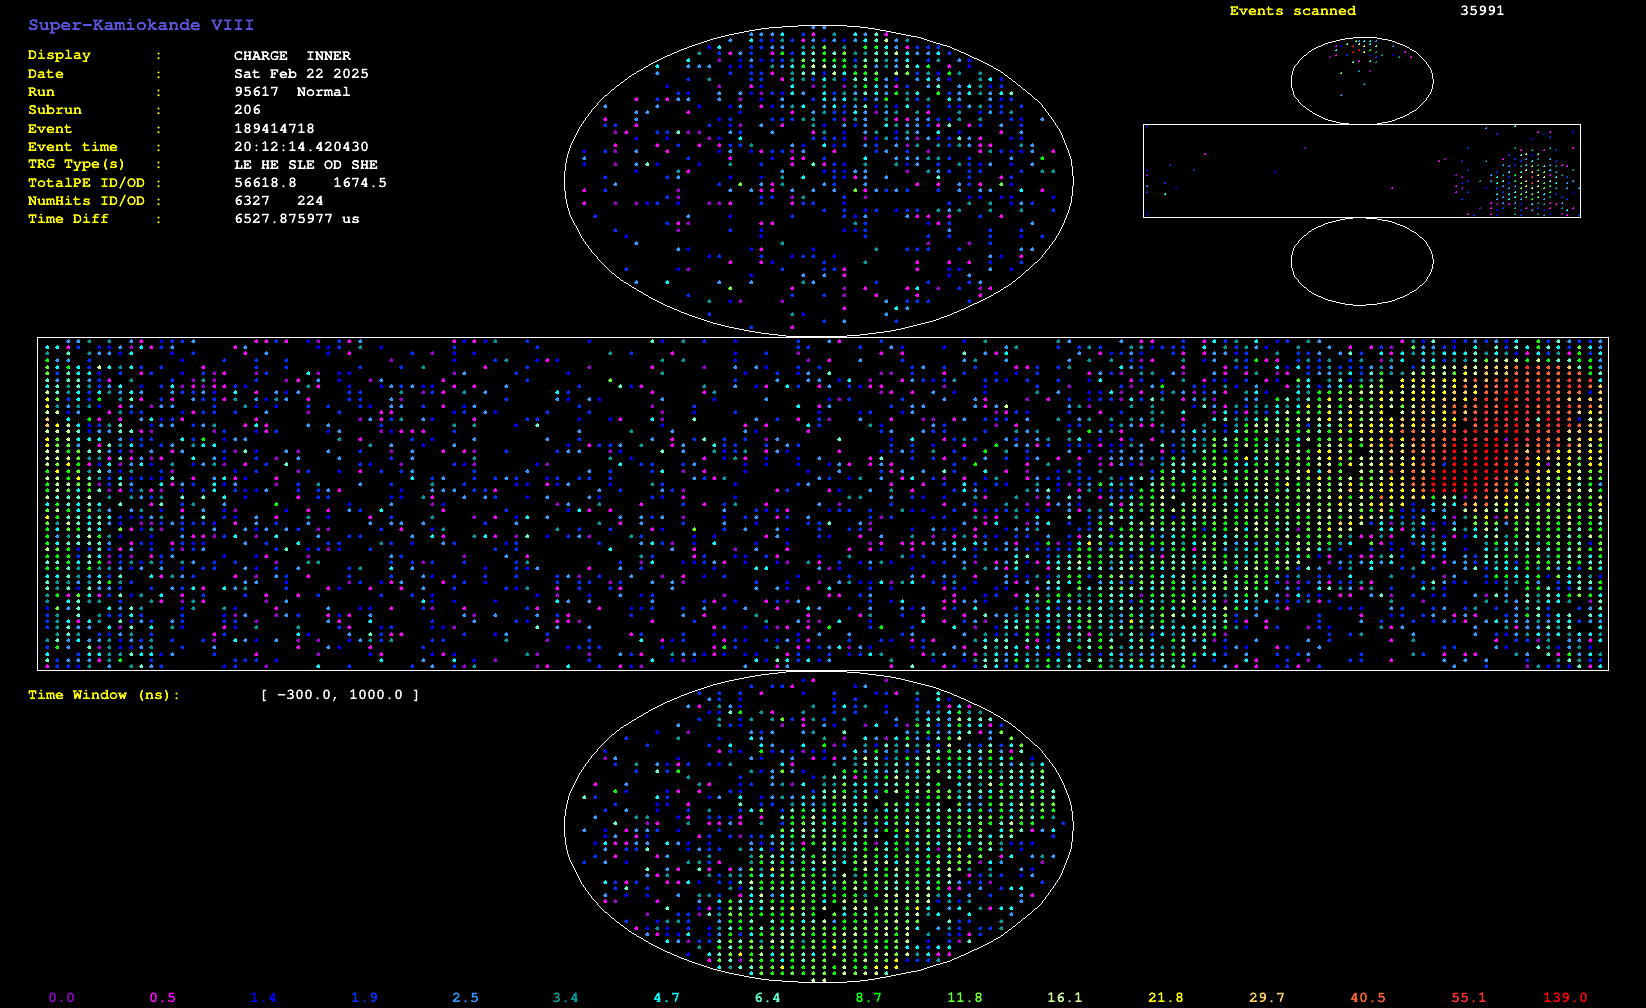 Super-Kamiokande VIII
Events scanned 35991
Display : CHARGE INNER
Date : Sat Feb 22 2025
Run : 95617 Normal
Subrun : 206
Event : 189414718
Event time : 20:12:14.420430
TRG Type(s) : LE HE SLE OD SHE
TotalPE ID/OD : 56618.8 1674.5
NumHits ID/OD : 6327 224
Time Diff : 6527.875977 us
Time Window (ns): [ -300.0, 1000.0 ]
0.0 0.5 1.4 1.9 2.5 3.4 4.7 6.4 8.7 11.8 16.1 21.8 29.7 40.5 55.1 139.0